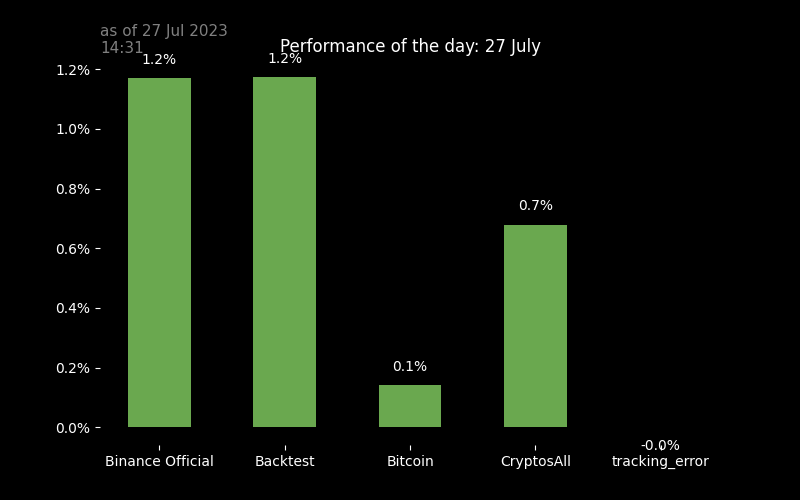 as of 27 Jul 2023
14:31
Performance of the day: 27 July
1.2%
1.0%
0.8%
0.6%
0.4%
0.2%
0.0%
1.2%
1.2%
0.1%
0.7%
-0.0%
Binance Official
Backtest
Bitcoin
CryptosAll
tracking_error